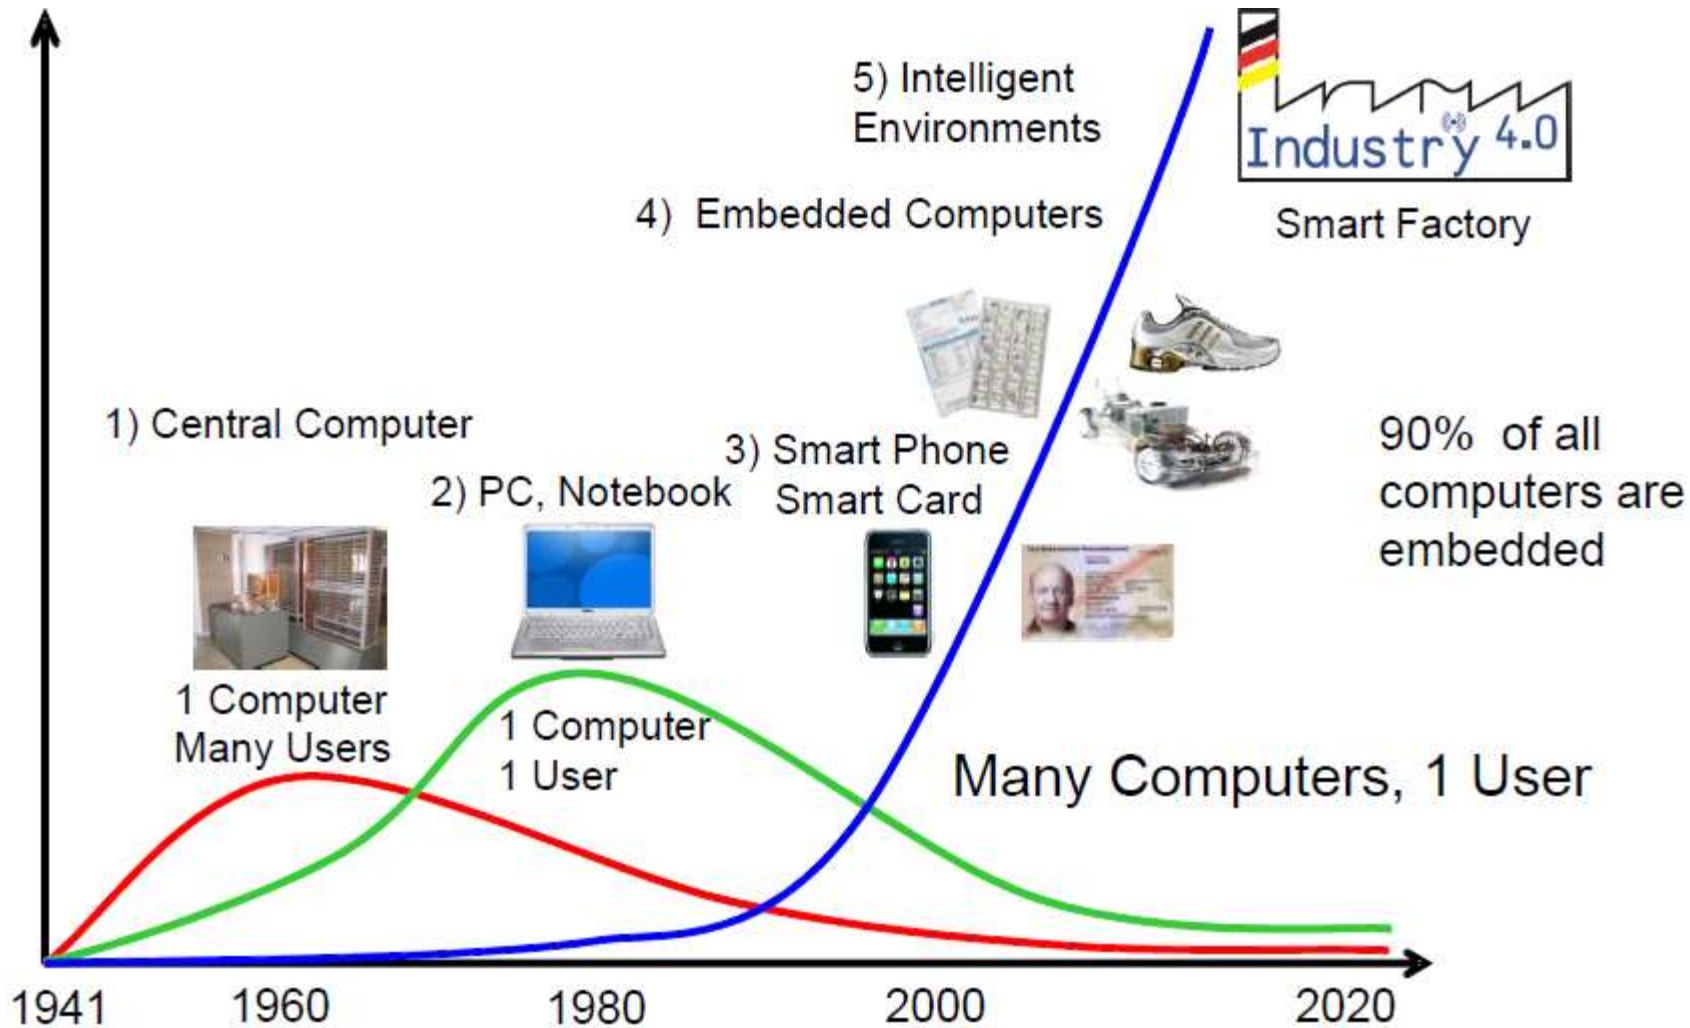 5) Intelligent
Environments
Industry 4.0
Smart Factory
4) Embedded Computers
1) Central Computer
2) PC, Notebook
3) Smart Phone
Smart Card
90% of all
computers are
embedded
1 Computer
Many Users
1 Computer
1 User
Many Computers, 1 User
1941 1960 1980 2000 2020